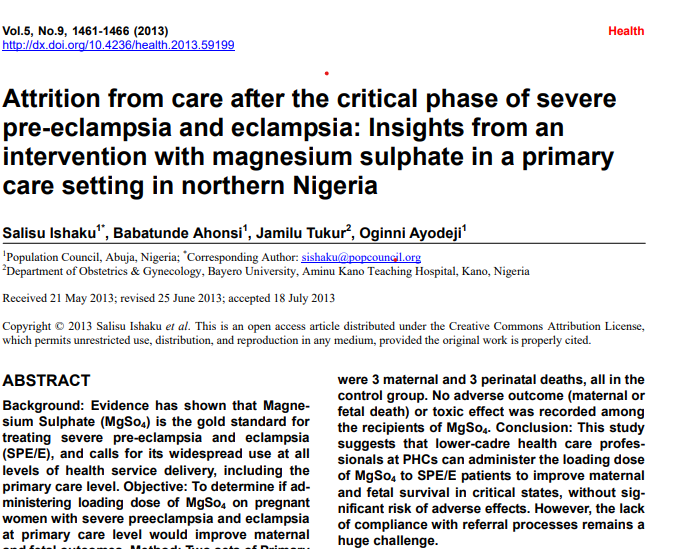 Vol.5, No.9, 1461-1466 (2013)
Health
http://dx.doi.org/10.4236/health.2013.59199
Attrition from care after the critical phase of severe
pre-eclampsia and eclampsia: Insights from an
intervention with magnesium sulphate in a primary
care setting in northern Nigeria
Salisu Ishaku1*, Babatunde Ahonsi1, Jamilu Tukur2, Oginni Ayodeji1
1Population Council, Abuja, Nigeria; *Corresponding Author: sishaku@popcouncil.org
2Department of Obstetrics & Gynecology, Bayero University, Aminu Kano Teaching Hospital, Kano, Nigeria
Received 21 May 2013; revised 25 June 2013; accepted 18 July 2013
Copyright © 2013 Salisu Ishaku et al. This is an open access article distributed under the Creative Commons Attribution License,
which permits unrestricted use, distribution, and reproduction in any medium, provided the original work is properly cited.
ABSTRACT
Background: Evidence has shown that Magne-
sium Sulphate (MgSo4) is the gold standard for
treating severe pre-eclampsia and eclampsia
(SPE/E), and calls for its widespread use at all
levels of health service delivery, including the
primary care level. Objective: To determine if ad-
ministering loading dose of MgSo4 on pregnant
women with severe preeclampsia and eclampsia
at primary care level would improve maternal
and fetal outcomes. Method: Two sets of Primary
were 3 maternal and 3 perinatal deaths, all in the
control group. No adverse outcome (maternal or
fetal death) or toxic effect was recorded among
the recipients of MgSo4. Conclusion: This study
suggests that lower-cadre health care profes-
sionals at PHCs can administer the loading dose
of MgSo4 to SPE/E patients to improve maternal
and fetal survival in critical states, without sig-
nificant risk of adverse effects. However, the lack
of compliance with referral processes remains a
huge challenge.